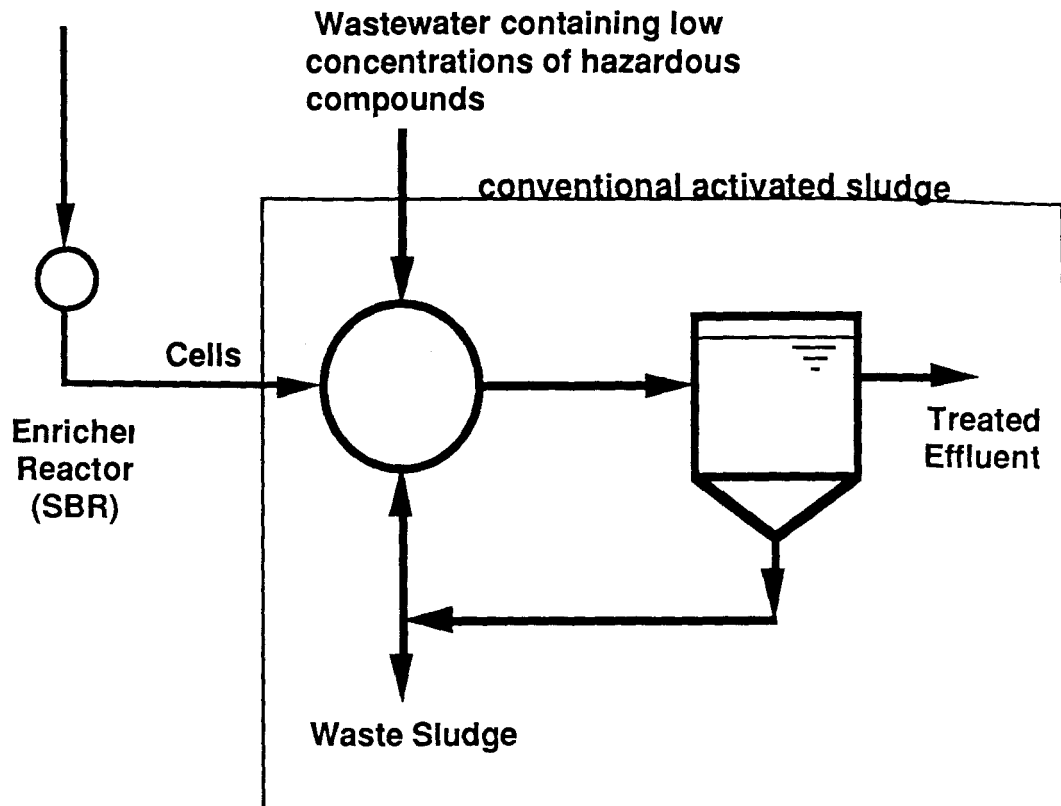 Wastewater containing low
concentrations of hazardous
compounds
conventional activated sludge
Cells
Enricher
Reactor
(SBR)
Treated
Effluent
Waste Sludge